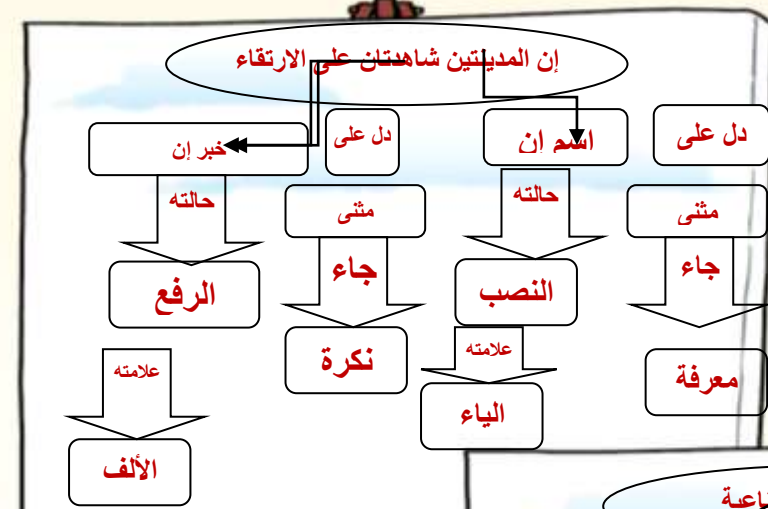 إن المدينتين شاهدتان على الارتقاء
دل على
اسم إن
دل على
خبر إن
مثنى
حالته
مثنى
حالته
جاء
النصب
جاء
الرفع
معرفة
علامته
نكرة
علامته
الياء
الألف